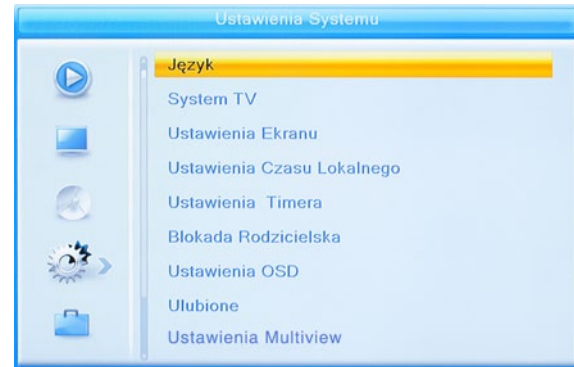 Ustawienia Systemu
Język
System TV
Ustawienia Ekranu
Ustawienia Czasu Lokalnego
Ustawienia Timera
Blokada Rodzicielska
Ustawienia OSD
Ulubione
Ustawienia Multiview